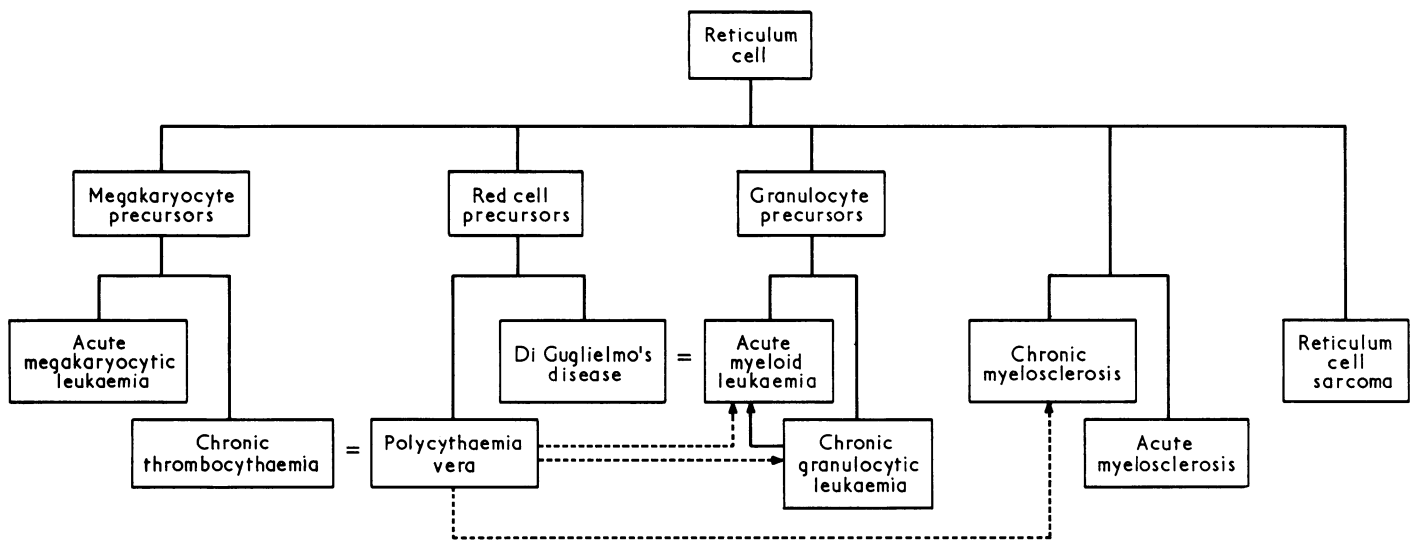 Reticulum
cell
Megakaryocyte
precursors
Red cell
precursors
Granulocyte
precursors
Acute
megakaryocytic
leukaemia
Di Guglielmo's
disease
=
Acute
myeloid
leukaemia
Chronic
myelosclerosis
Reticulum
cell
sarcoma
Chronic
thrombocythaemia
=
Polycythaemia
vera
Chronic
granulocytic
leukaemia
Acute
myelosclerosis